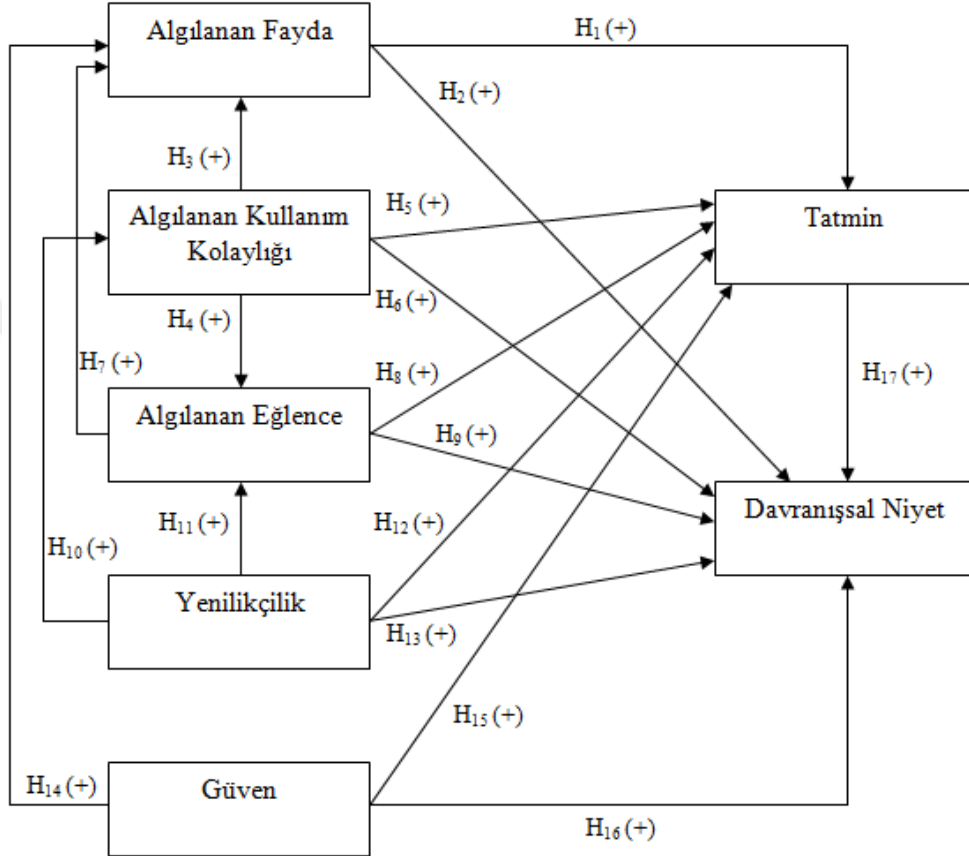 Algılanan Fayda
H₁ (+)
H₂ (+)
H₃ (+)
Algılanan Kullanım
Kolaylığı
H₅ (+)
Tatmin
H₆ (+)
H₄ (+)
H₇ (+)
H₈ (+)
H₁₇ (+)
Algılanan Eğlence
H₉ (+)
Davranışsal Niyet
H₁₁ (+)
H₁₂ (+)
H₁₀ (+)
Yenilikçilik
H₁₃ (+)
H₁₅ (+)
H₁₄ (+)
Güven
H₁₆ (+)